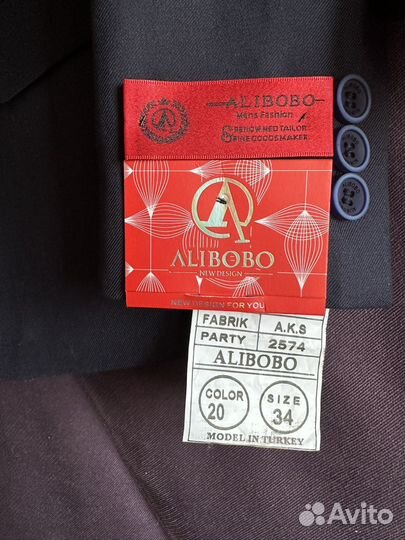 ALIBOBO
Mens Fashion
RENOWNED TAILOR
& FINE GOODS MAKER
ALIBOBO
NEW DESIGN
NEW DESIGN FOR YOU
FABRIK A.K.S
PARTY 2574
ALIBOBO
COLOR 20 SIZE 34
MODEL IN TURKEY
Avito